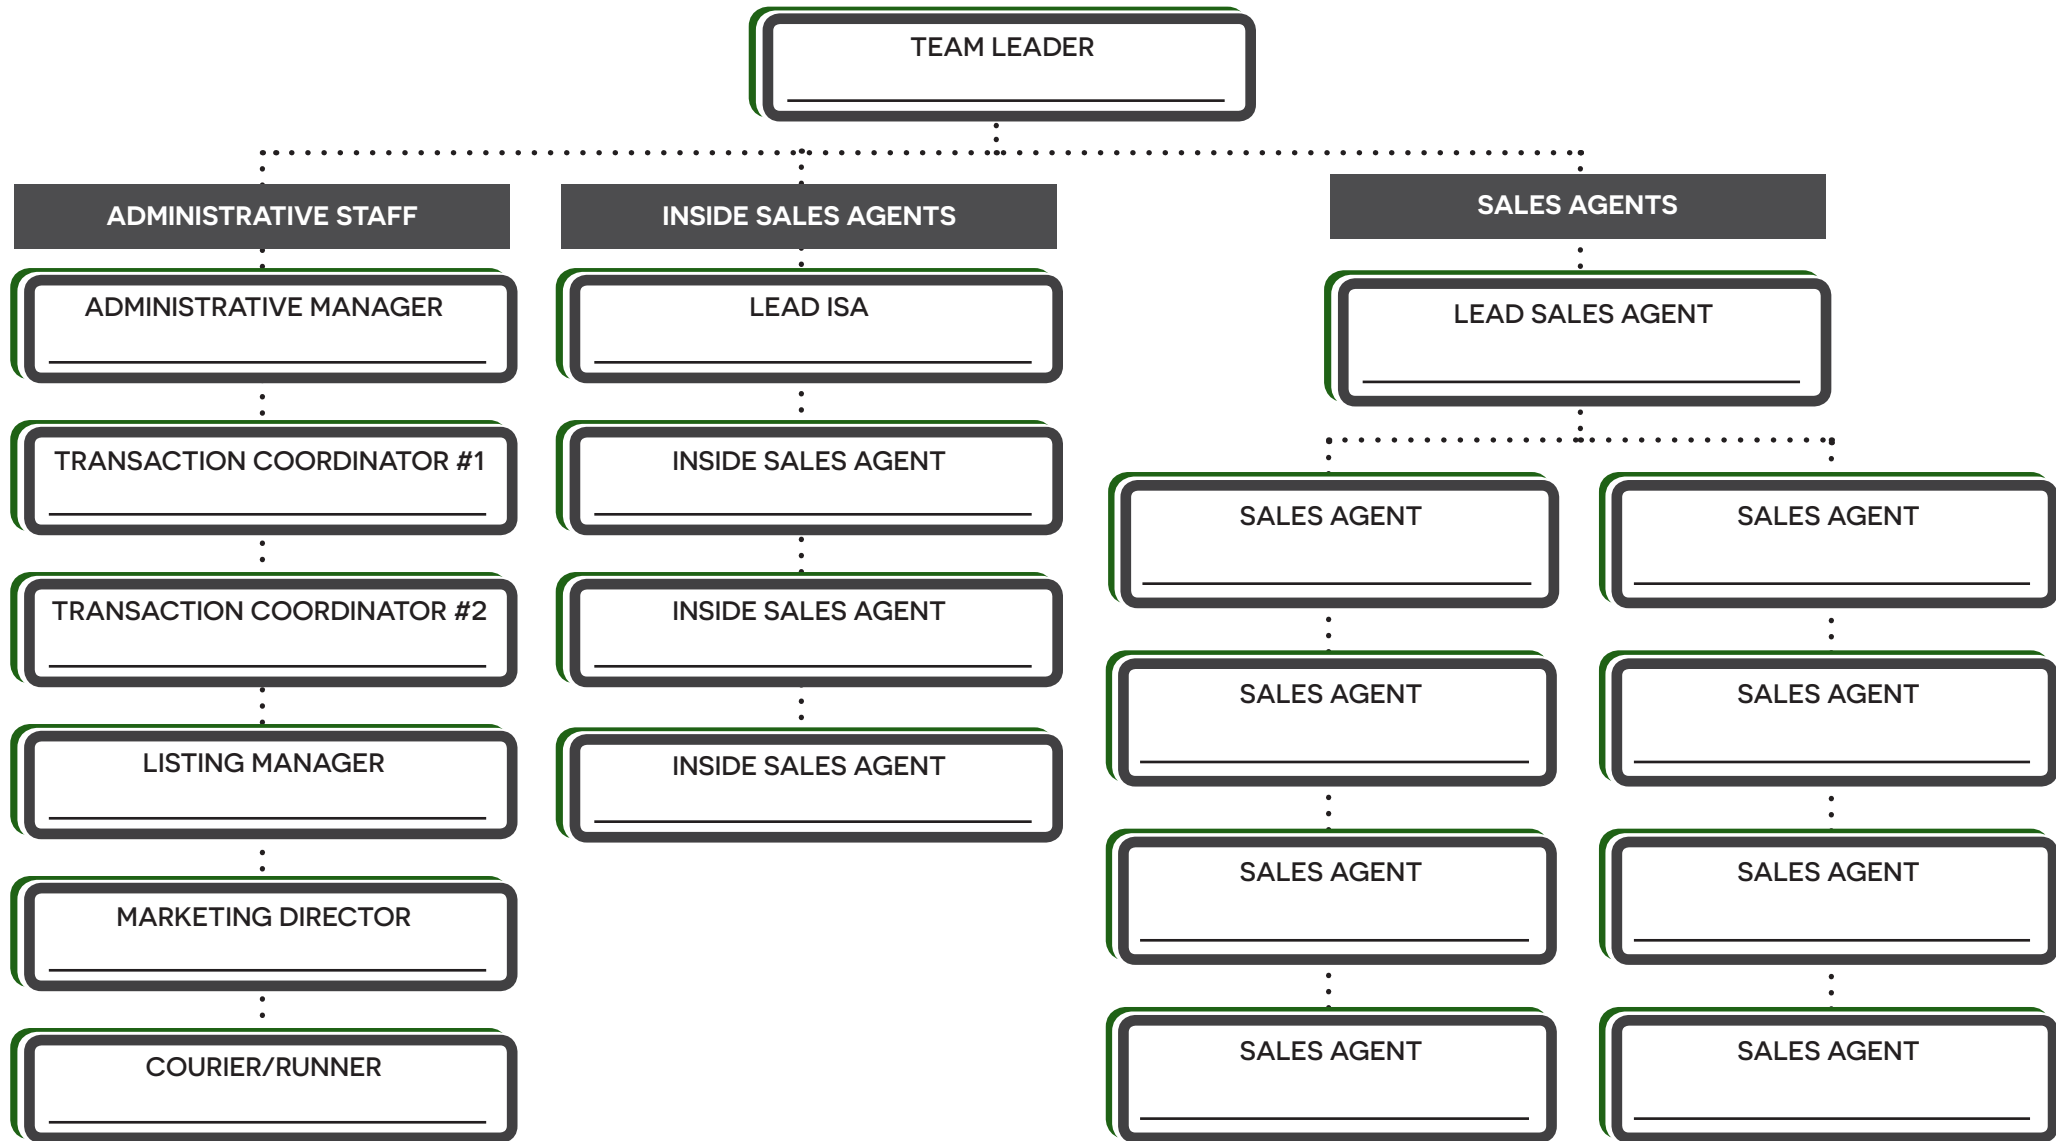 TEAM LEADER
ADMINISTRATIVE STAFF
ADMINISTRATIVE MANAGER
TRANSACTION COORDINATOR #1
TRANSACTION COORDINATOR #2
LISTING MANAGER
MARKETING DIRECTOR
COURIER/RUNNER
INSIDE SALES AGENTS
LEAD ISA
INSIDE SALES AGENT
INSIDE SALES AGENT
INSIDE SALES AGENT
SALES AGENTS
LEAD SALES AGENT
SALES AGENT
SALES AGENT
SALES AGENT
SALES AGENT
SALES AGENT
SALES AGENT
SALES AGENT
SALES AGENT